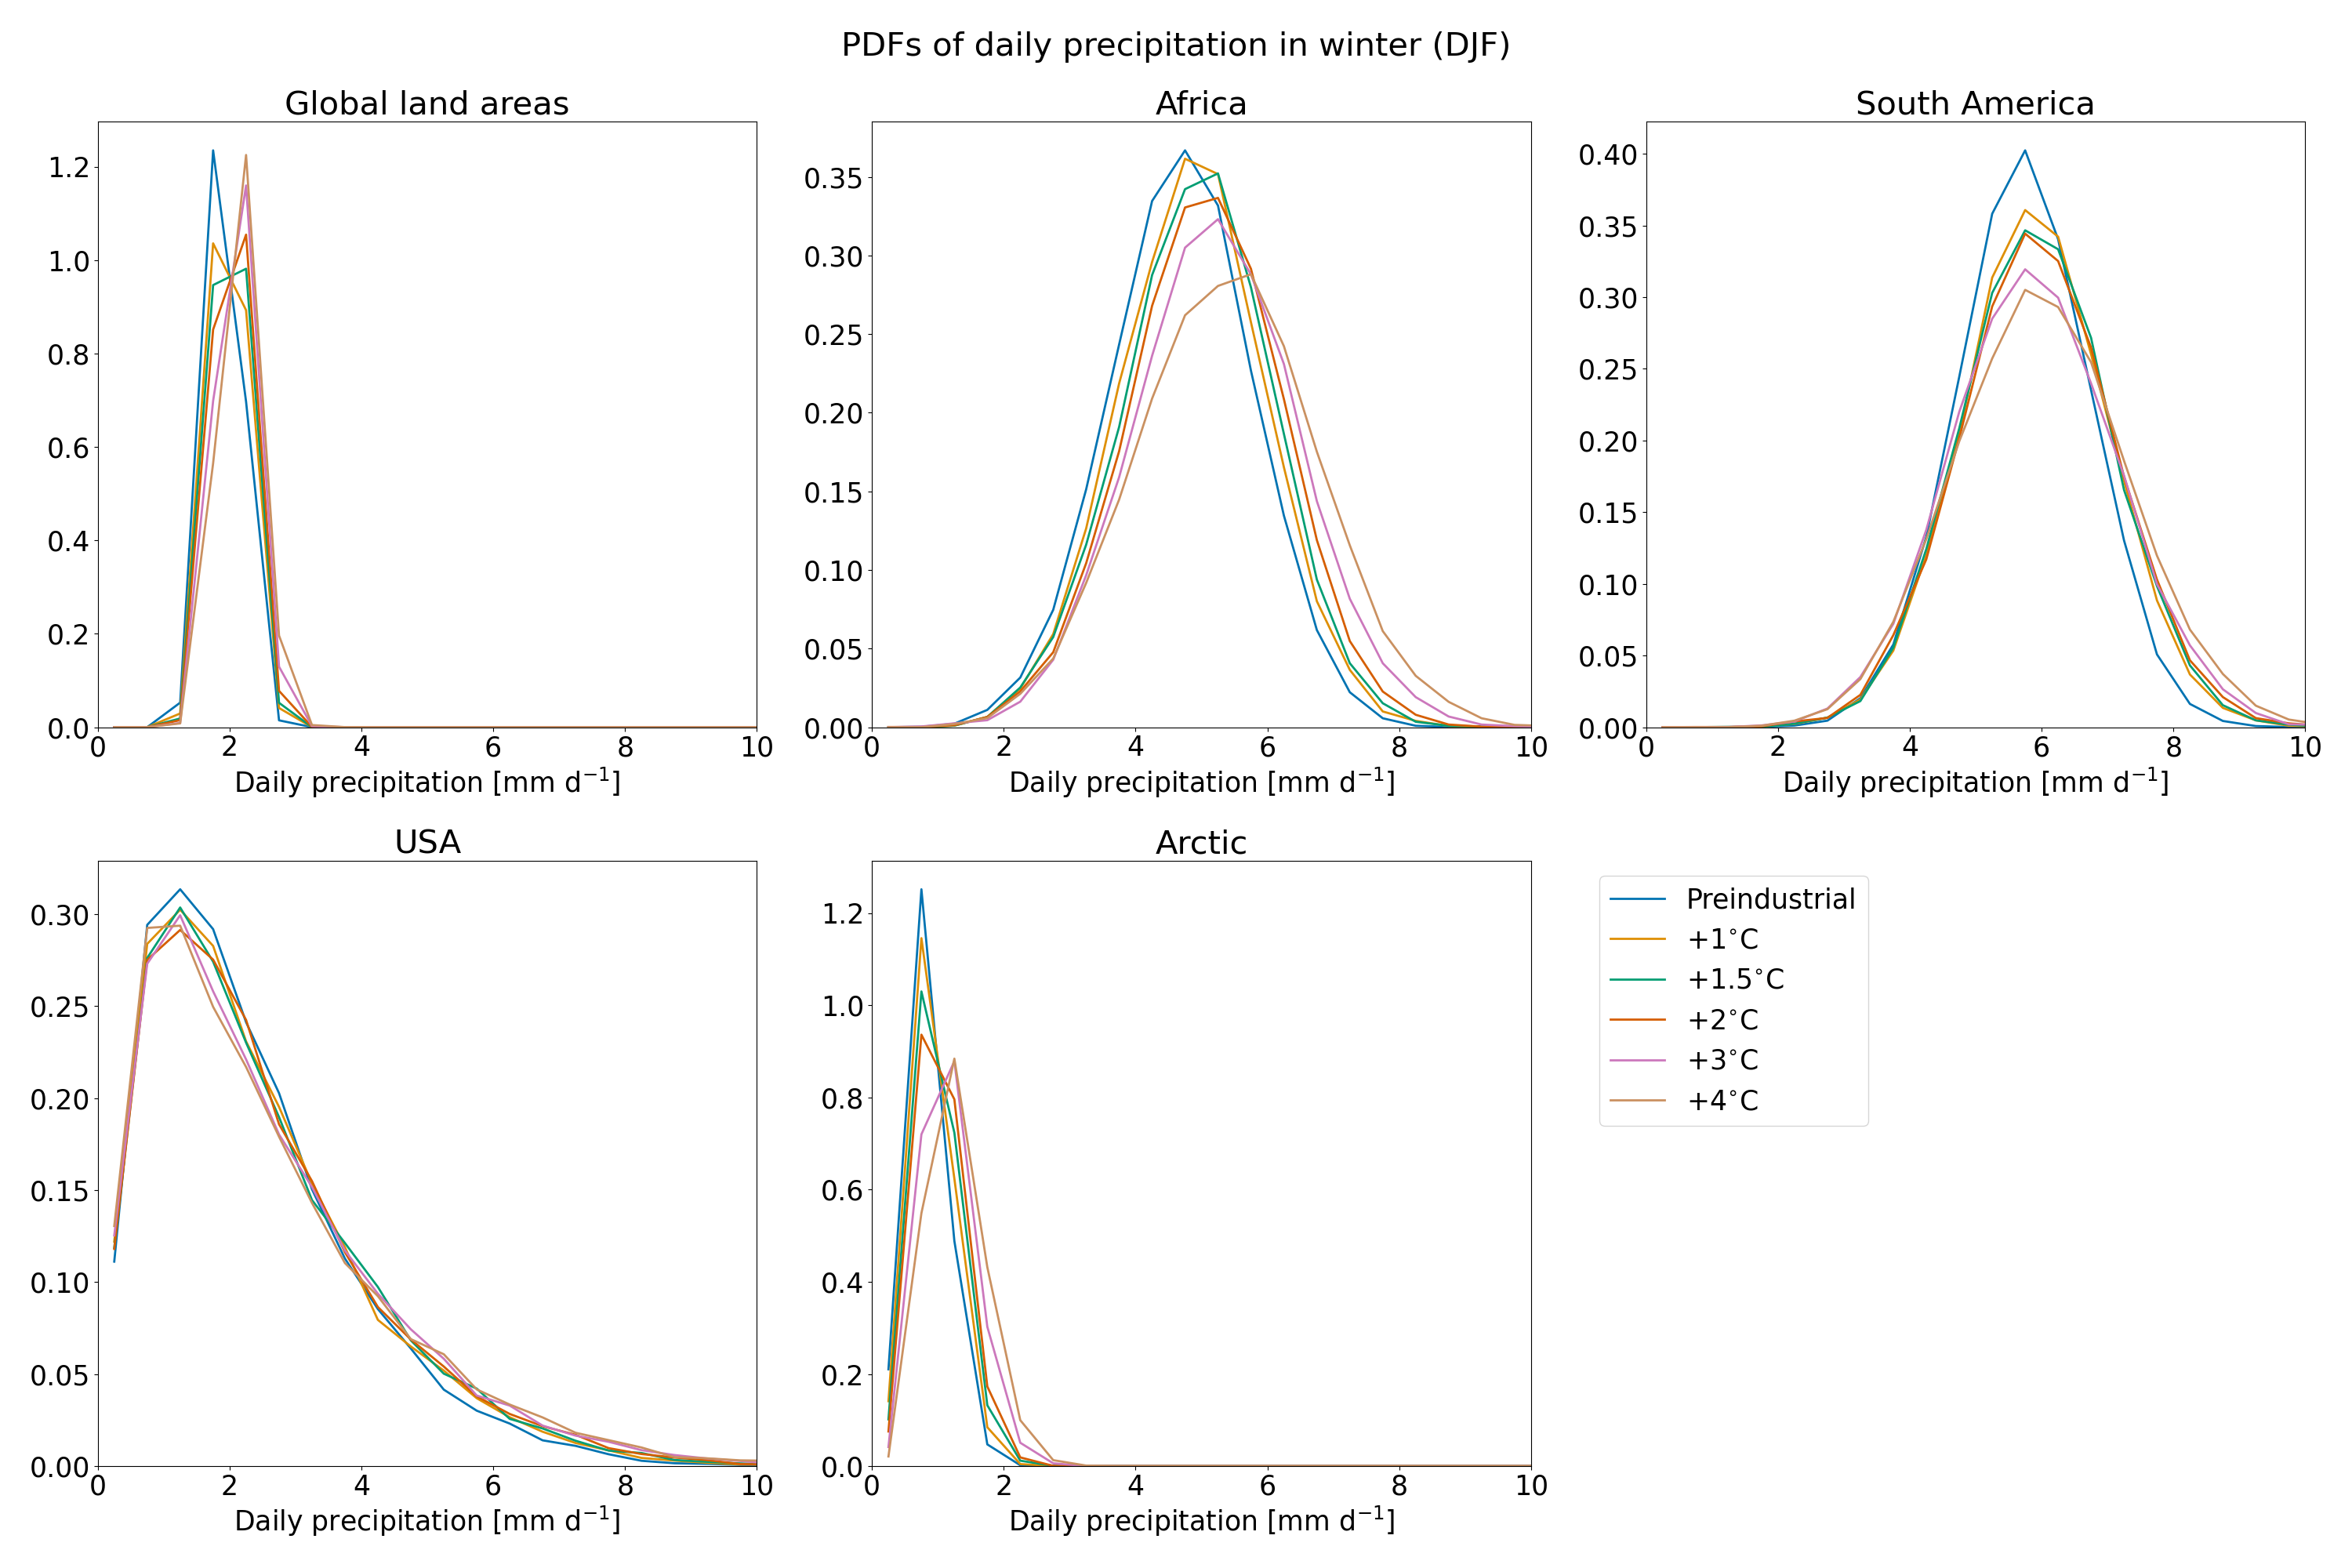 PDFs of daily precipitation in winter (DJF)
Global land areas
1.2
1.0
0.8
0.6
0.4
0.2
0.0
0 2 4 6 8 10
Daily precipitation [mm d⁻¹]
Africa
0.35
0.30
0.25
0.20
0.15
0.10
0.05
0.00
0 2 4 6 8 10
Daily precipitation [mm d⁻¹]
South America
0.40
0.35
0.30
0.25
0.20
0.15
0.10
0.05
0.00
0 2 4 6 8 10
Daily precipitation [mm d⁻¹]
USA
0.30
0.25
0.20
0.15
0.10
0.05
0.00
0 2 4 6 8 10
Daily precipitation [mm d⁻¹]
Arctic
1.2
1.0
0.8
0.6
0.4
0.2
0.0
0 2 4 6 8 10
Daily precipitation [mm d⁻¹]
Preindustrial
+1°C
+1.5°C
+2°C
+3°C
+4°C